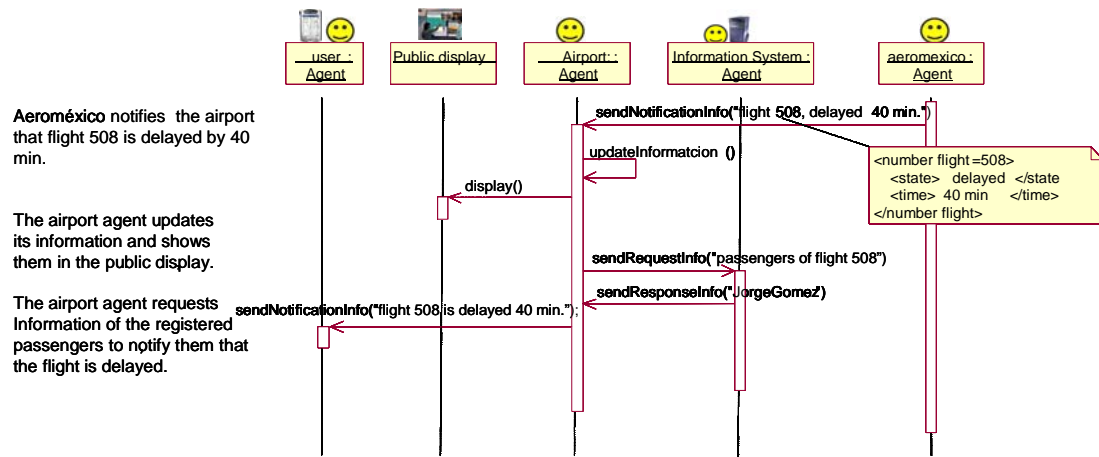 user :
Agent
Public display
Airport: :
Agent
Information System :
Agent
aeromexico :
Agent
Aeroméxico notifies the airport
that flight 508 is delayed by 40
min.
sendNotificationInfo("flight 508, delayed 40 min.")
updateInformatcion ()
<number flight =508>
<state> delayed </state
<time> 40 min </time>
</number flight>
display()
The airport agent updates
its information and shows
them in the public display.
sendRequestInfo("passengers of flight 508")
sendResponseInfo("JorgeGomez")
The airport agent requests
Information of the registered
passengers to notify them that
the flight is delayed.
sendNotificationInfo("flight 508 is delayed 40 min.");